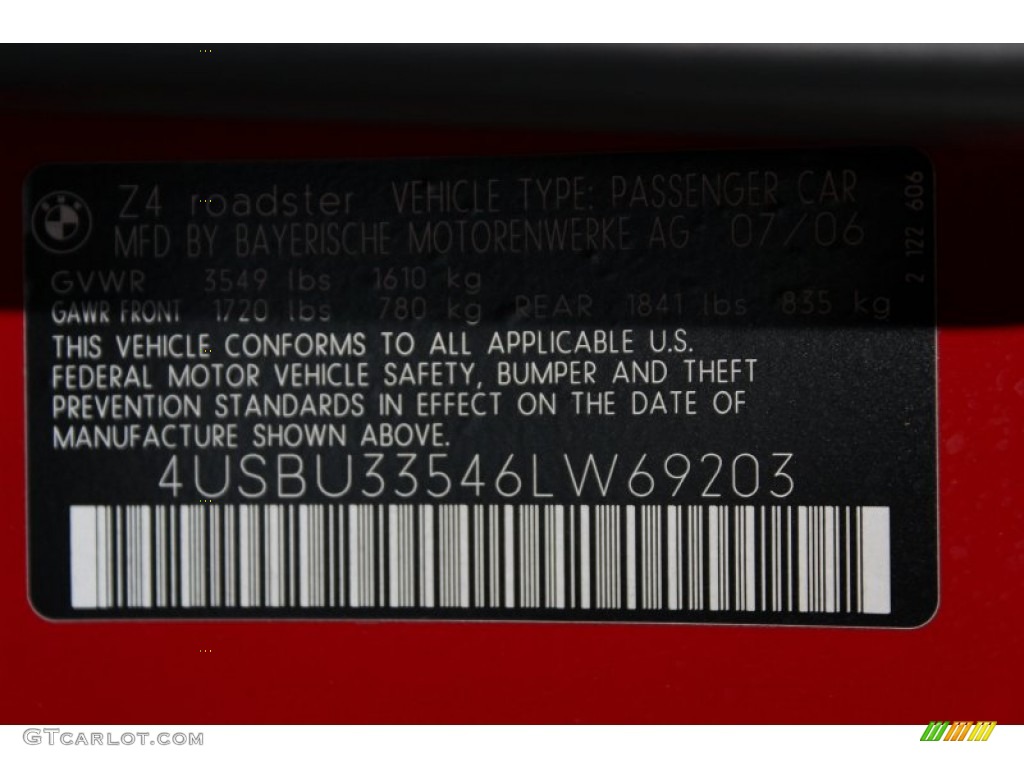 Z4 roadster VEHICLE TYPE: PASSENGER CAR
MFD BY BAYERISCHE MOTORENWERKE AG 07/06
GVWR 3549 lbs 1610 kg
GAWR FRONT 1720 lbs 780 kg REAR 1841 lbs 835 kg
THIS VEHICLE CONFORMS TO ALL APPLICABLE U.S.
FEDERAL MOTOR VEHICLE SAFETY, BUMPER AND THEFT
PREVENTION STANDARDS IN EFFECT ON THE DATE OF
MANUFACTURE SHOWN ABOVE.
4USBU33546LW69203
2 122 606
GTCARLOT.COM